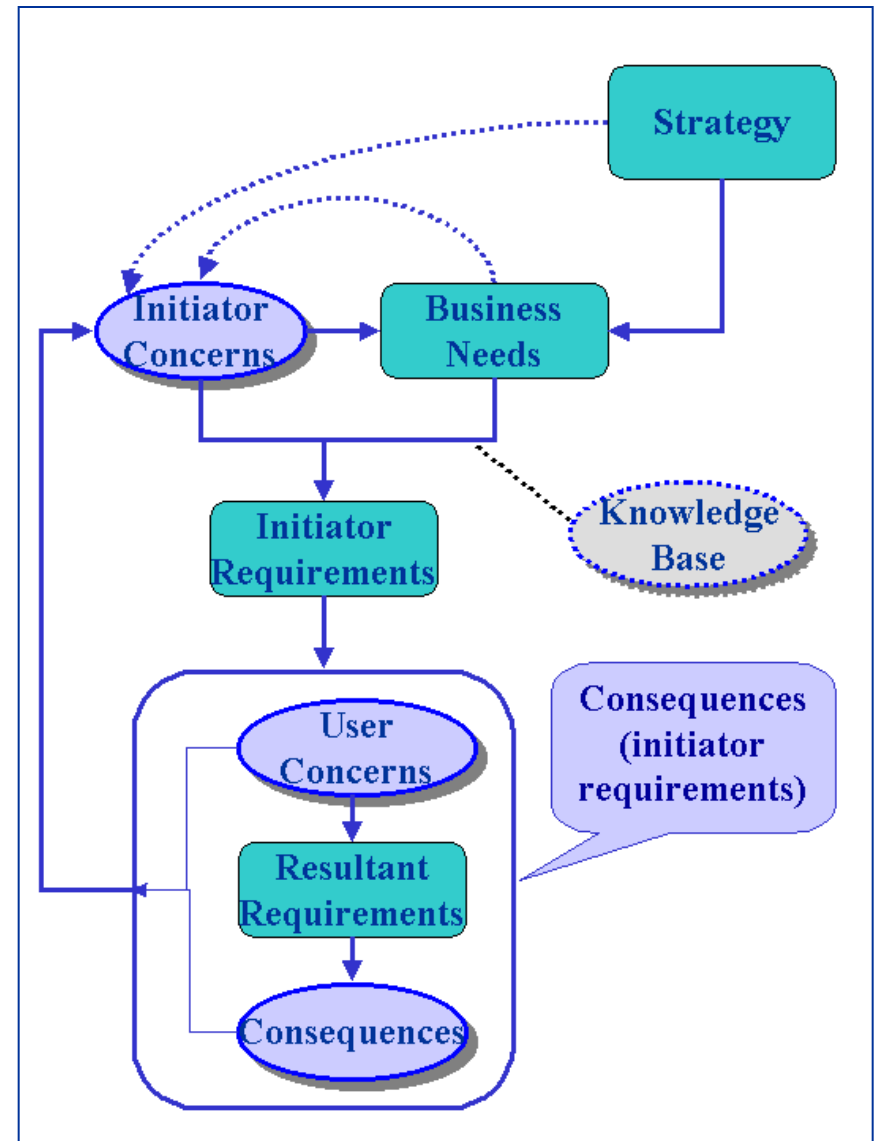 Strategy
Initiator
Concerns
Business
Needs
Initiator
Requirements
Knowledge
Base
User
Concerns
Consequences
(initiator
requirements)
Resultant
Requirements
Consequences